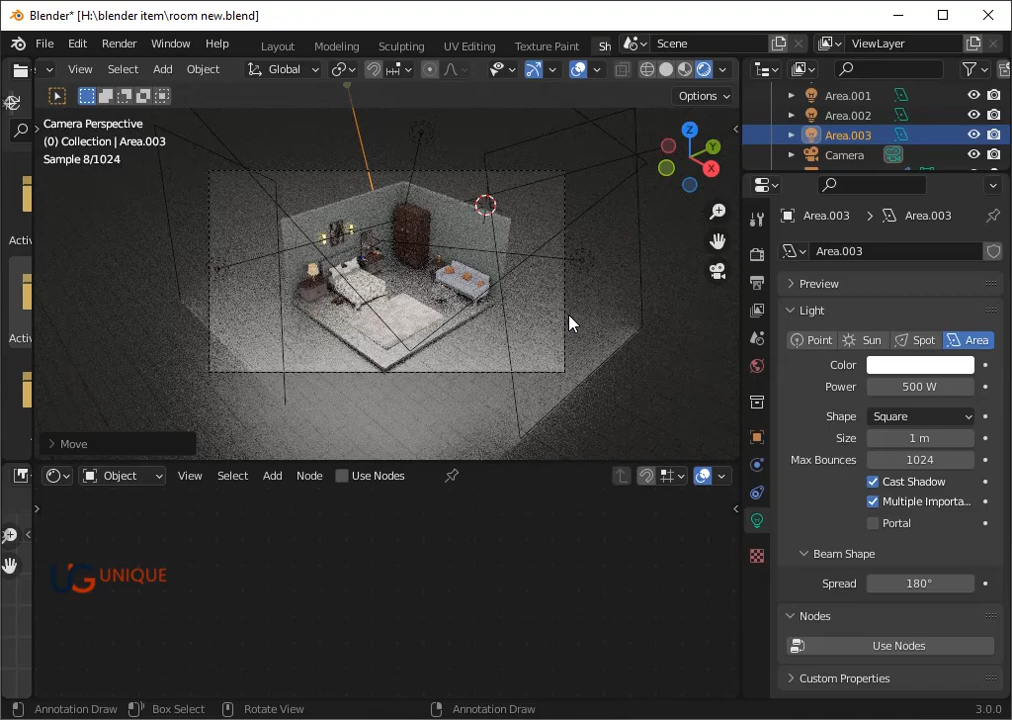 Blender* [H:\blender item\room new.blend]
File Edit Render Window Help
Layout Modeling Sculpting UV Editing Texture Paint Sh
Scene
ViewLayer
View Select Add Object Global
Options
Camera Perspective
(0) Collection | Area.003
Sample 8/1024
Z
Y
X
Activ
Activ
Move
Area.001
Area.002
Area.003
Camera
Area.003 > Area.003
Area.003
Preview
Light
Point Sun Spot Area
Color
Power 500 W
Shape Square
Size 1 m
Max Bounces 1024
Cast Shadow
Multiple Importa...
Portal
Beam Shape
Spread 180°
Nodes
Use Nodes
Custom Properties
Object View Select Add Node Use Nodes
UG UNIQUE
Annotation Draw Box Select Rotate View Annotation Draw 3.0.0